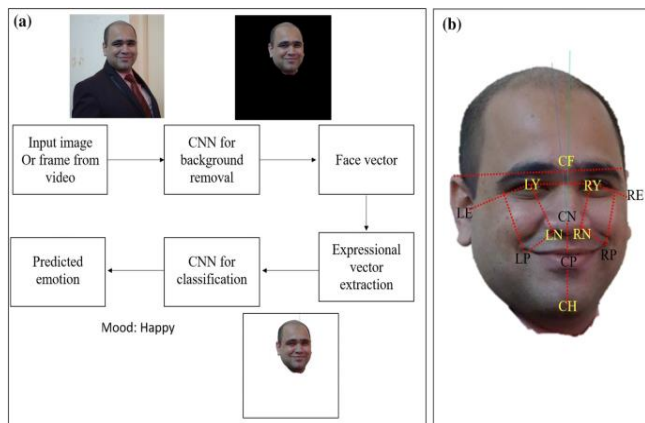 (a)
Input image
Or frame from
video
CNN for
background
removal
Face vector
Predicted
emotion
CNN for
classification
Expressional
vector
extraction
Mood: Happy
(b)
CF
LY RY
LE RE
CN
LN RN
LP CP RP
CH